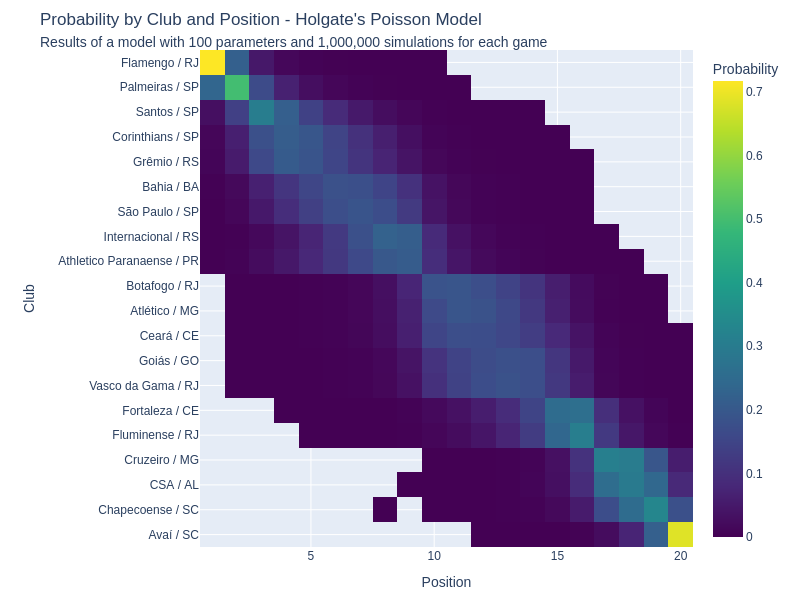 Probability by Club and Position - Holgate's Poisson Model
Results of a model with 100 parameters and 1,000,000 simulations for each game
Probability
Flamengo / RJ
Palmeiras / SP
Santos / SP
Corinthians / SP
Grêmio / RS
Bahia / BA
São Paulo / SP
Internacional / RS
Athletico Paranaense / PR
Botafogo / RJ
Atlético / MG
Ceará / CE
Goiás / GO
Vasco da Gama / RJ
Fortaleza / CE
Fluminense / RJ
Cruzeiro / MG
CSA / AL
Chapecoense / SC
Avaí / SC
Club
5
10
15
20
Position
0.7
0.6
0.5
0.4
0.3
0.2
0.1
0